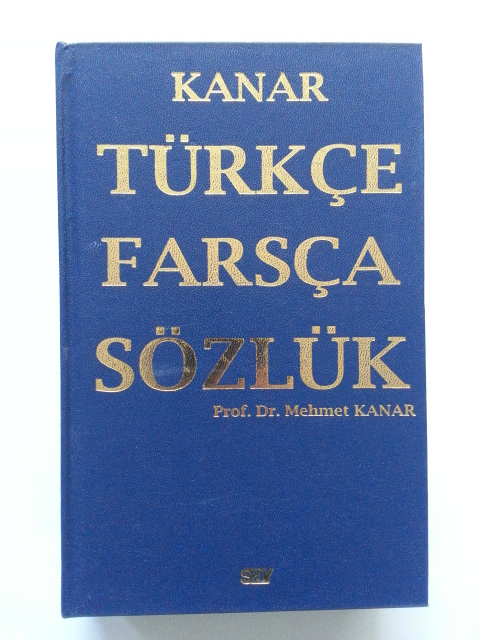 KANAR
TÜRKÇE
FARSÇA
SÖZLÜK
Prof. Dr. Mehmet KANAR
SAY